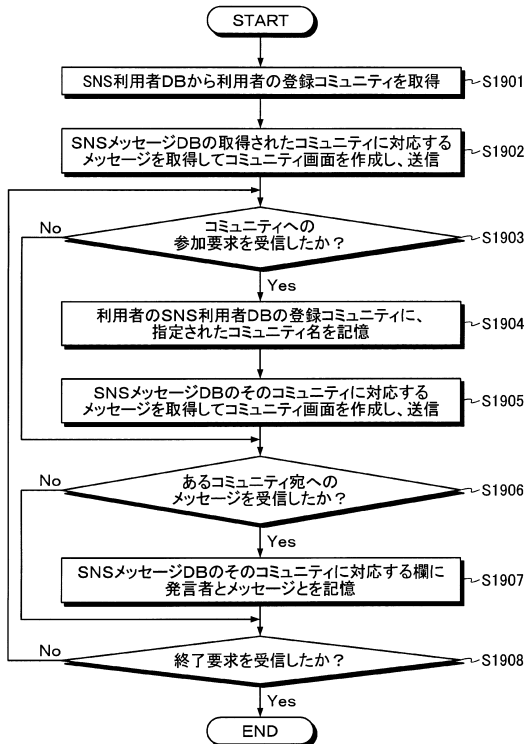 START
SNS利用者DBから利用者の登録コミュニティを取得
S1901
SNSメッセージDBの取得されたコミュニティに対応する
メッセージを取得してコミュニティ画面を作成し、送信
S1902
No
コミュニティへの
参加要求を受信したか？
S1903
Yes
利用者のSNS利用者DBの登録コミュニティに、
指定されたコミュニティ名を記憶
S1904
SNSメッセージDBのそのコミュニティに対応する
メッセージを取得してコミュニティ画面を作成し、送信
S1905
No
あるコミュニティ宛への
メッセージを受信したか？
S1906
Yes
SNSメッセージDBのそのコミュニティに対応する欄に
発言者とメッセージとを記憶
S1907
No
終了要求を受信したか？
S1908
Yes
END